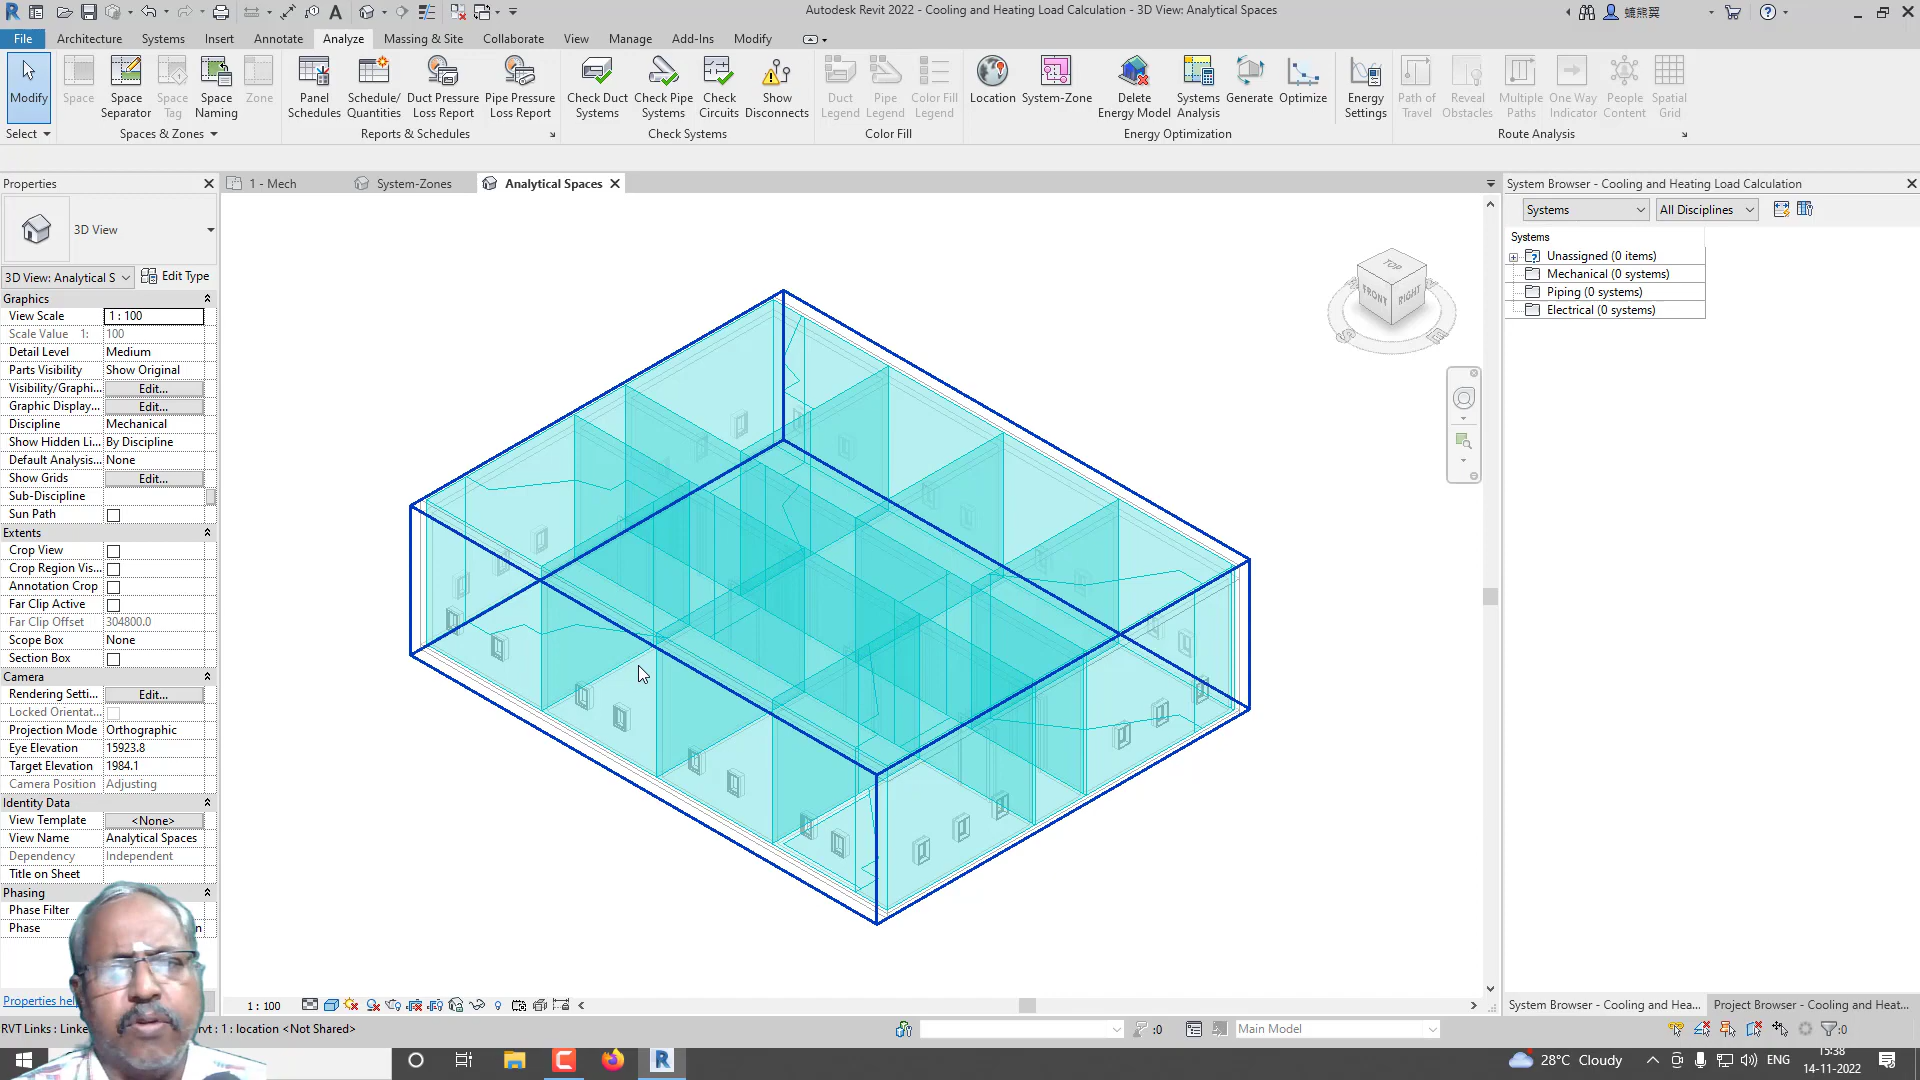 Autodesk Revit 2022 - Cooling and Heating Load Calculation - 3D View: Analytical Spaces
File Architecture Systems Insert Annotate Analyze Massing & Site Collaborate View Manage Add-Ins Modify
Modify
Space
Space Separator
Space Tag
Space Naming
Zone
Panel Schedules
Schedule/ Quantities
Duct Pressure Loss Report
Pipe Pressure Loss Report
Check Duct Systems
Check Pipe Systems
Check Circuits
Show Disconnects
Duct Legend
Pipe Legend
Color Fill Legend
Location
System-Zone
Delete Energy Model
Systems Analysis
Generate
Optimize
Energy Settings
Path of Travel
Reveal Obstacles
Multiple Paths
One Way Indicator
People Content
Spatial Grid
Select Spaces & Zones Reports & Schedules Check Systems Color Fill Energy Optimization Route Analysis
Properties
1 - Mech System-Zones Analytical Spaces
System Browser - Cooling and Heating Load Calculation
3D View
Systems All Disciplines
3D View: Analytical S Edit Type
Systems
Unassigned (0 items)
Mechanical (0 systems)
Piping (0 systems)
Electrical (0 systems)
TOP
FRONT
RIGHT
S
E
Graphics
View Scale 1 : 100
Scale Value 1: 100
Detail Level Medium
Parts Visibility Show Original
Visibility/Graphi... Edit...
Graphic Display... Edit...
Discipline Mechanical
Show Hidden Li... By Discipline
Default Analysis... None
Show Grids Edit...
Sub-Discipline
Sun Path
Extents
Crop View
Crop Region Vis...
Annotation Crop
Far Clip Active
Far Clip Offset 304800.0
Scope Box None
Section Box
Camera
Rendering Setti... Edit...
Locked Orientat...
Projection Mode Orthographic
Eye Elevation 15923.8
Target Elevation 1984.1
Camera Position Adjusting
Identity Data
View Template <None>
View Name Analytical Spaces
Dependency Independent
Title on Sheet
Phasing
Phase Filter
Phase n
Properties hel
1 : 100
System Browser - Cooling and Hea... Project Browser - Cooling and Heat...
RVT Links : Linke rvt : 1 : location <Not Shared>
:0
Main Model
:0
28°C Cloudy
ENG
15:38
14-11-2022